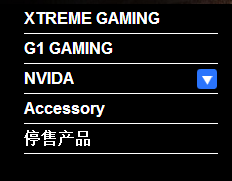 XTREME GAMING
G1 GAMING
NVIDA
Accessory
停售产品